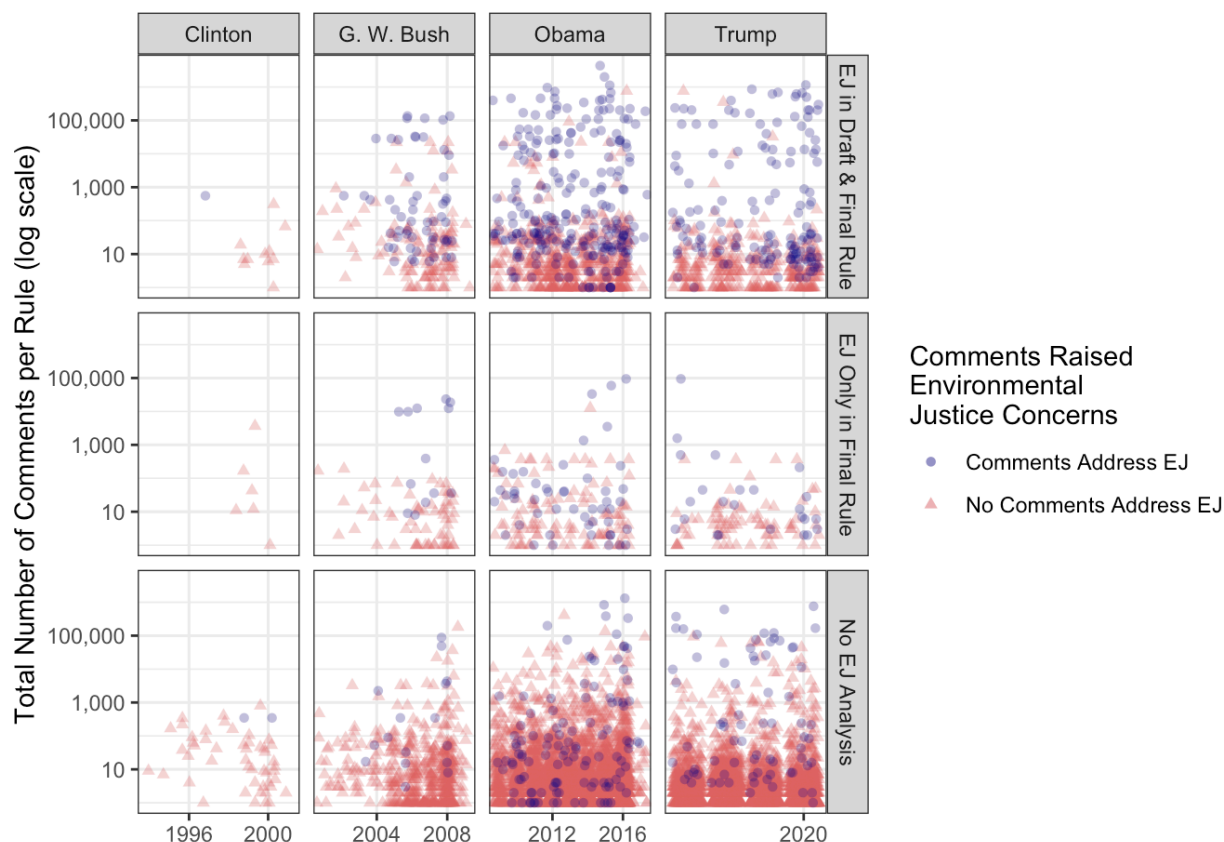 Clinton
G. W. Bush
Obama
Trump
Total Number of Comments per Rule (log scale)
100,000
1,000
10
EJ in Draft & Final Rule
100,000
1,000
10
EJ Only in Final Rule
100,000
1,000
10
No EJ Analysis
1996
2000
2004
2008
2012
2016
2020
Comments Raised
Environmental
Justice Concerns
Comments Address EJ
No Comments Address EJ